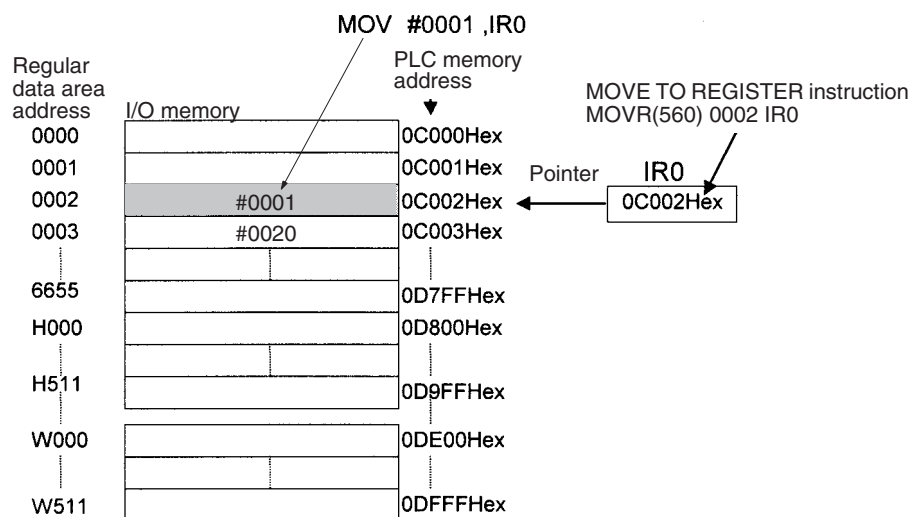 MOV #0001 ,IR0
Regular
data area
address
I/O memory
PLC memory
address
MOVE TO REGISTER instruction
MOVR(560) 0002 IR0
0000 0C000Hex
0001 0C001Hex
Pointer IR0
0002 #0001 0C002Hex 0C002Hex
0003 #0020 0C003Hex
6655 0D7FFHex
H000 0D800Hex
H511 0D9FFHex
W000 0DE00Hex
W511 0DFFFHex